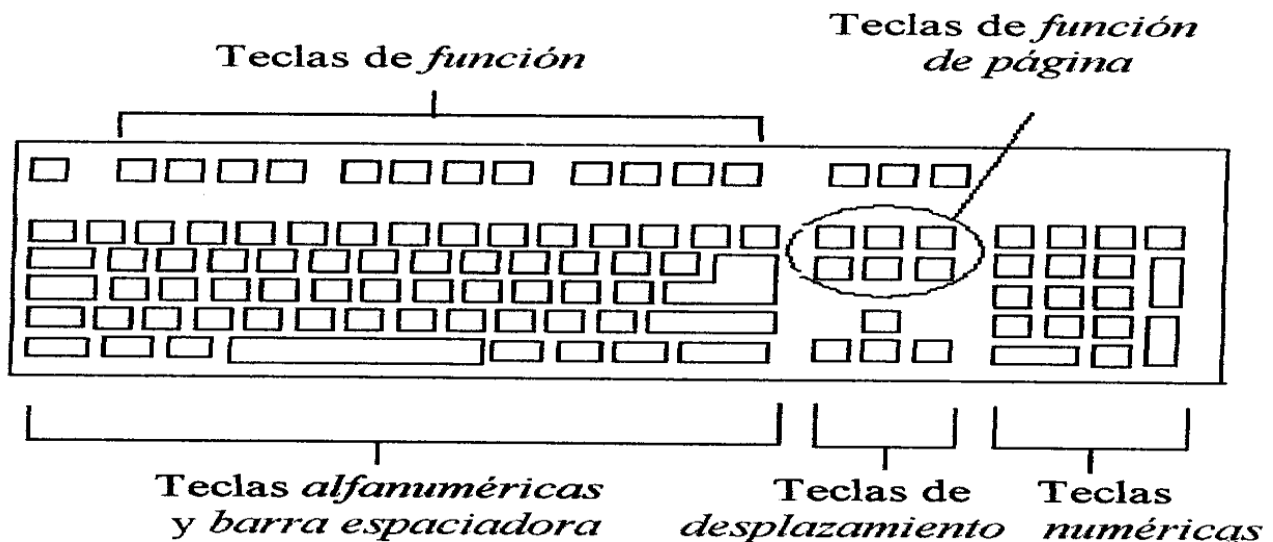 Teclas de función
Teclas de función
de página
Teclas alfanuméricas
y barra espaciadora
Teclas de
desplazamiento
Teclas
numéricas